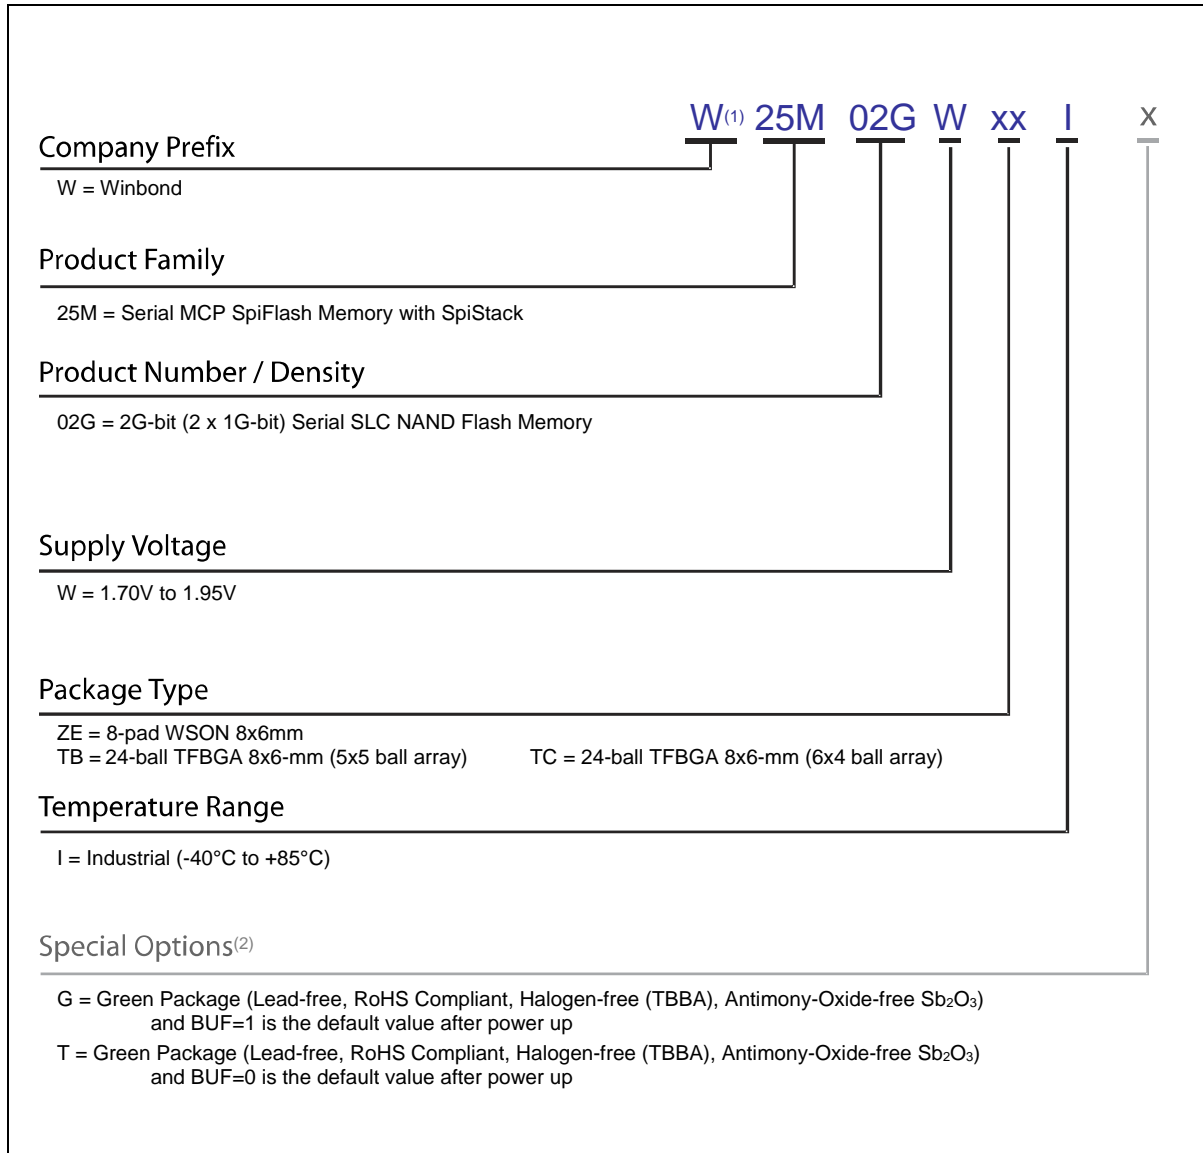 W(1) 25M 02G W xx I x
Company Prefix
W = Winbond
Product Family
25M = Serial MCP SpiFlash Memory with SpiStack
Product Number / Density
02G = 2G-bit (2 x 1G-bit) Serial SLC NAND Flash Memory
Supply Voltage
W = 1.70V to 1.95V
Package Type
ZE = 8-pad WSON 8x6mm
TB = 24-ball TFBGA 8x6-mm (5x5 ball array) TC = 24-ball TFBGA 8x6-mm (6x4 ball array)
Temperature Range
I = Industrial (-40°C to +85°C)
Special Options(2)
G = Green Package (Lead-free, RoHS Compliant, Halogen-free (TBBA), Antimony-Oxide-free Sb₂O₃)
and BUF=1 is the default value after power up
T = Green Package (Lead-free, RoHS Compliant, Halogen-free (TBBA), Antimony-Oxide-free Sb₂O₃)
and BUF=0 is the default value after power up